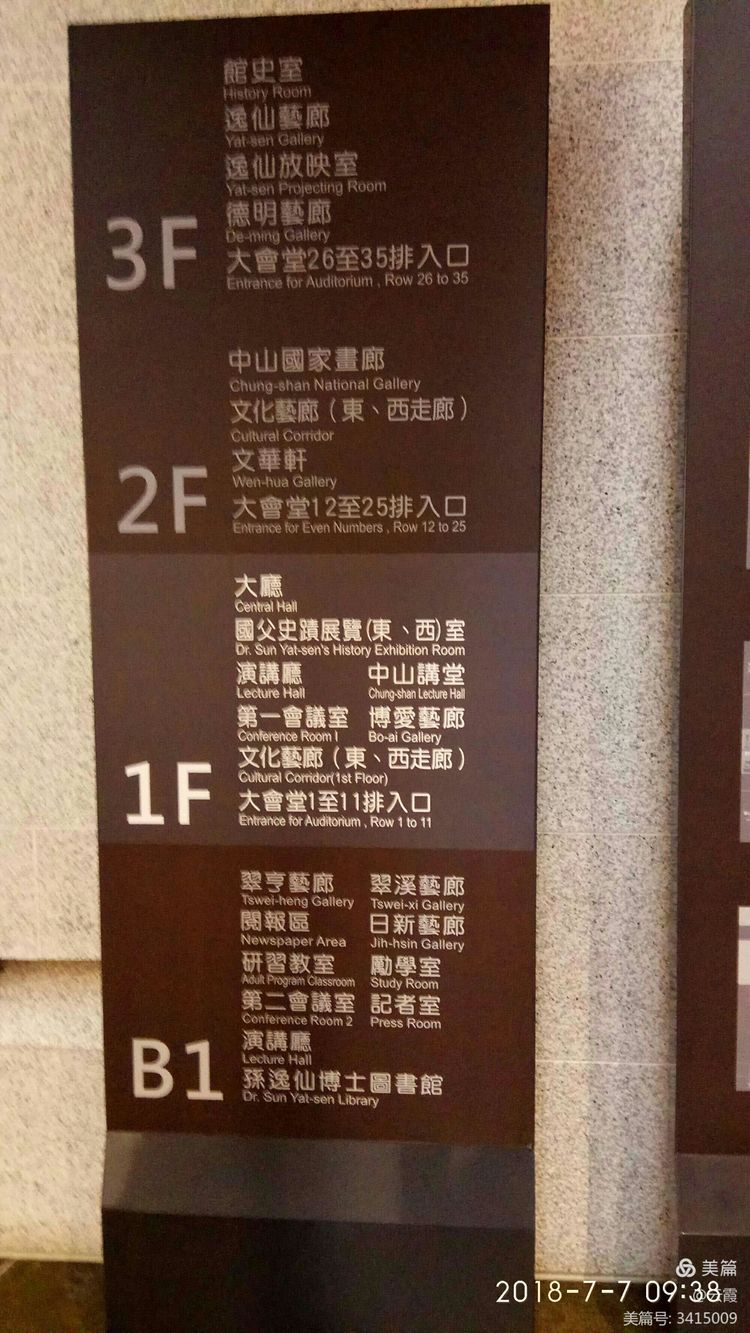 館史室
History Room
逸仙藝廊
Yat-sen Gallery
逸仙放映室
Yat-sen Projecting Room
德明藝廊
De-ming Gallery
3F
大會堂26至35排入口
Entrance for Auditorium , Row 26 to 35
中山國家畫廊
Chung-shan National Gallery
文化藝廊（東、西走廊）
Cultural Corridor
文華軒
Wen-hua Gallery
2F
大會堂12至25排入口
Entrance for Even Numbers , Row 12 to 25
大廳
Central Hall
國父史蹟展覽(東、西)室
Dr. Sun Yat-sen's History Exhibition Room
演講廳 中山講堂
Lecture Hall Chung-shan Lecture Hall
第一會議室 博愛藝廊
Conference Room I Bo-ai Gallery
文化藝廊（東、西走廊）
Cultural Corridor(1st Floor)
1F
大會堂1至11排入口
Entrance for Auditorium , Row 1 to 11
翠亨藝廊 翠溪藝廊
Tswei-heng Gallery Tswei-xi Gallery
閱報區 日新藝廊
Newspaper Area Jih-hsin Gallery
研習教室 勵學室
Adult Program Classroom Study Room
第二會議室 記者室
Conference Room 2 Press Room
演講廳
Lecture Hall
B1
孫逸仙博士圖書館
Dr. Sun Yat-sen Library
美篇
2018-7-7 09:38
美篇号: 3415009